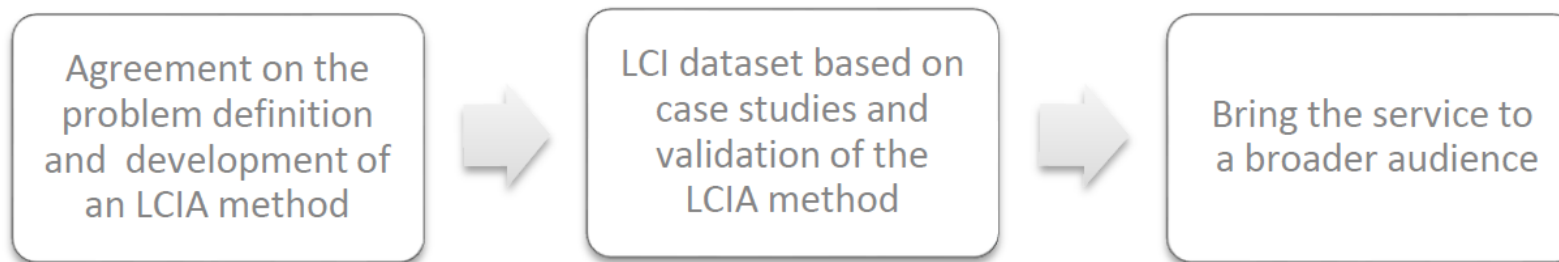 Agreement on the
problem definition
and development of
an LCIA method
LCI dataset based on
case studies and
validation of the
LCIA method
Bring the service to
a broader audience